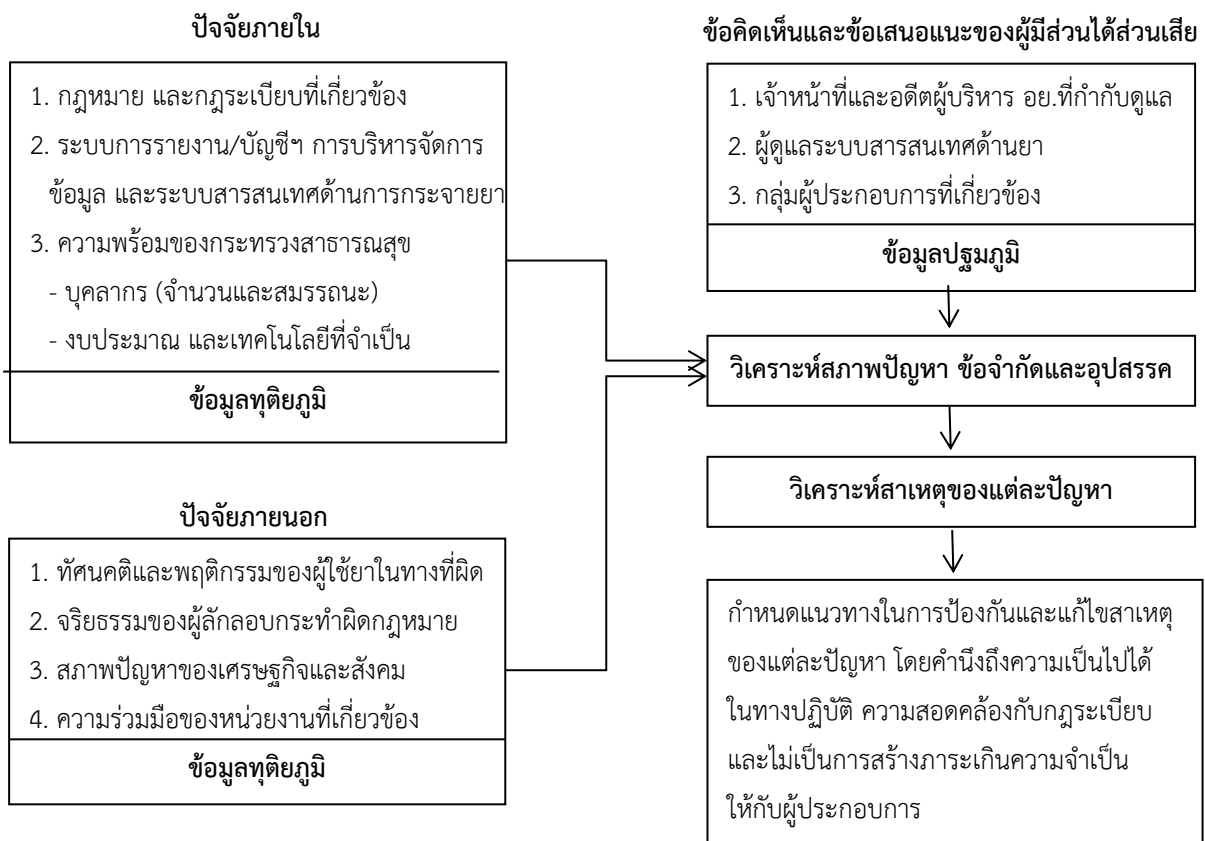 ปัจจัยภายใน
1. กฎหมาย และกฎระเบียบที่เกี่ยวข้อง
2. ระบบการรายงาน/บัญชีฯ การบริหารจัดการ
ข้อมูล และระบบสารสนเทศด้านการกระจายยา
3. ความพร้อมของกระทรวงสาธารณสุข
- บุคลากร (จำนวนและสมรรถนะ)
- งบประมาณ และเทคโนโลยีที่จำเป็น
ข้อมูลทุติยภูมิ
ปัจจัยภายนอก
1. ทัศนคติและพฤติกรรมของผู้ใช้ยาในทางที่ผิด
2. จริยธรรมของผู้ลักลอบกระทำผิดกฎหมาย
3. สภาพปัญหาของเศรษฐกิจและสังคม
4. ความร่วมมือของหน่วยงานที่เกี่ยวข้อง
ข้อมูลทุติยภูมิ
ข้อคิดเห็นและข้อเสนอแนะของผู้มีส่วนได้ส่วนเสีย
1. เจ้าหน้าที่และอดีตผู้บริหาร อย.ที่กำกับดูแล
2. ผู้ดูแลระบบสารสนเทศด้านยา
3. กลุ่มผู้ประกอบการที่เกี่ยวข้อง
ข้อมูลปฐมภูมิ
วิเคราะห์สภาพปัญหา ข้อจำกัดและอุปสรรค
วิเคราะห์สาเหตุของแต่ละปัญหา
กำหนดแนวทางในการป้องกันและแก้ไขสาเหตุ
ของแต่ละปัญหา โดยคำนึงถึงความเป็นไปได้
ในทางปฏิบัติ ความสอดคล้องกับกฎระเบียบ
และไม่เป็นการสร้างภาระเกินความจำเป็น
ให้กับผู้ประกอบการ